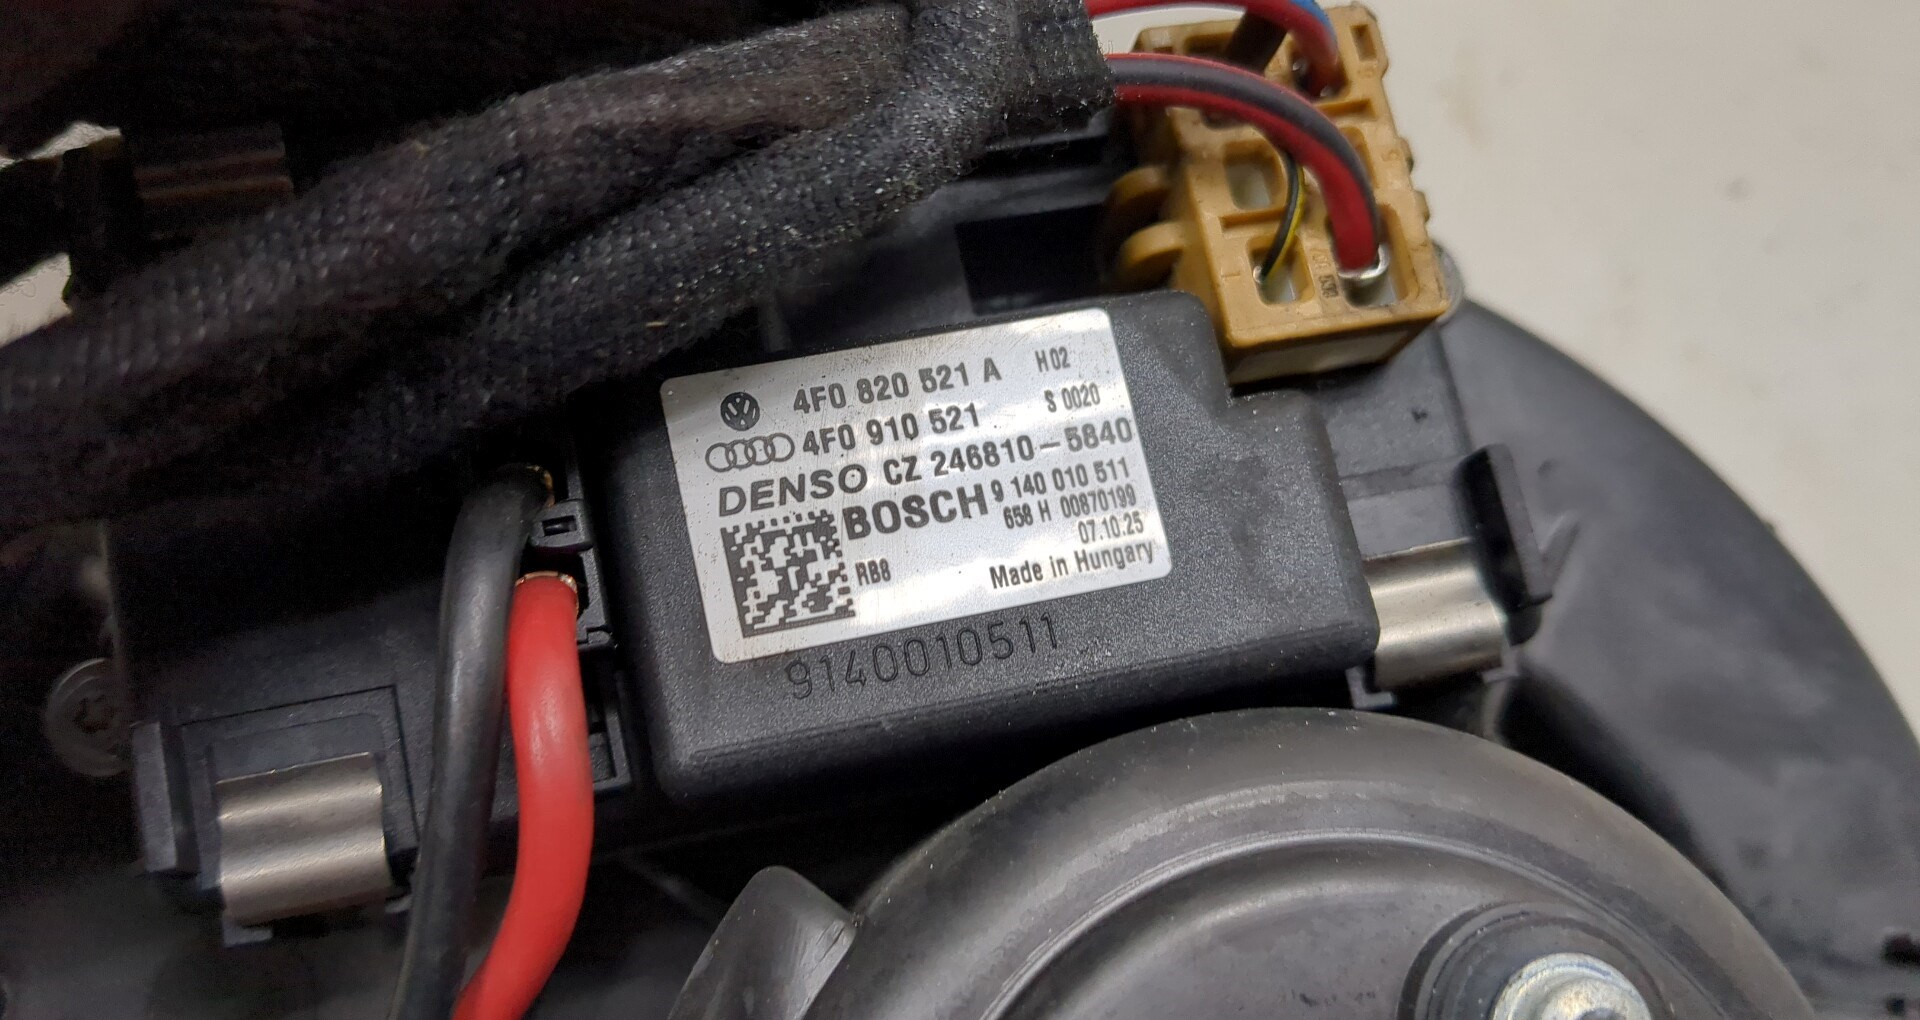 4F0 820 521 A H02
4F0 910 521 S 0020
DENSO CZ 246810-5840
BOSCH 9 140 010 511
658 H 00870199
07.10.25
RB8 Made in Hungary
9140010511